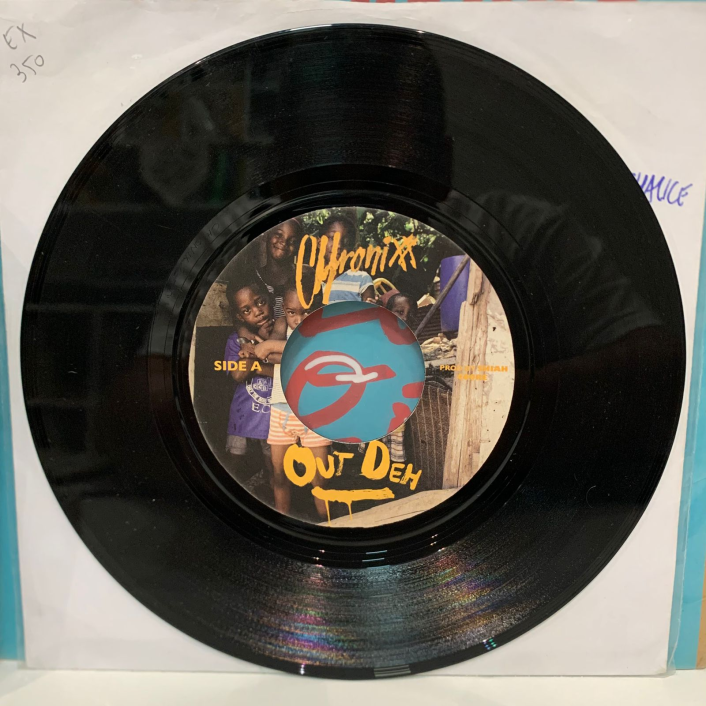 EX
350
Chronixx
SIDE A
Out Deh